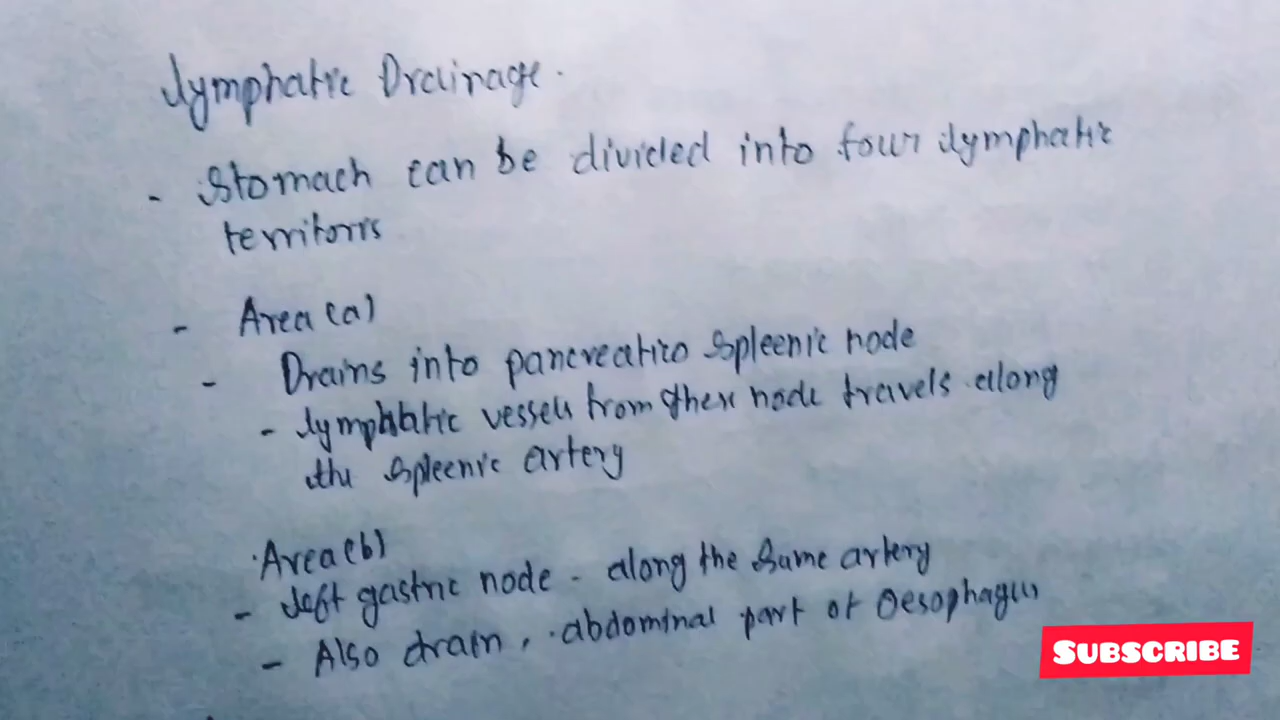 Lymphatic Drainage.
- Stomach can be divided into four lymphatic
territoris
- Area (a)
- Drains into pancreatico spleenic node
- lymphatic vessels from these node travels along
the spleenic artery
Area (b)
- Left gastric node - along the same artery
- Also drain, abdominal part of Oesophagus
SUBSCRIBE